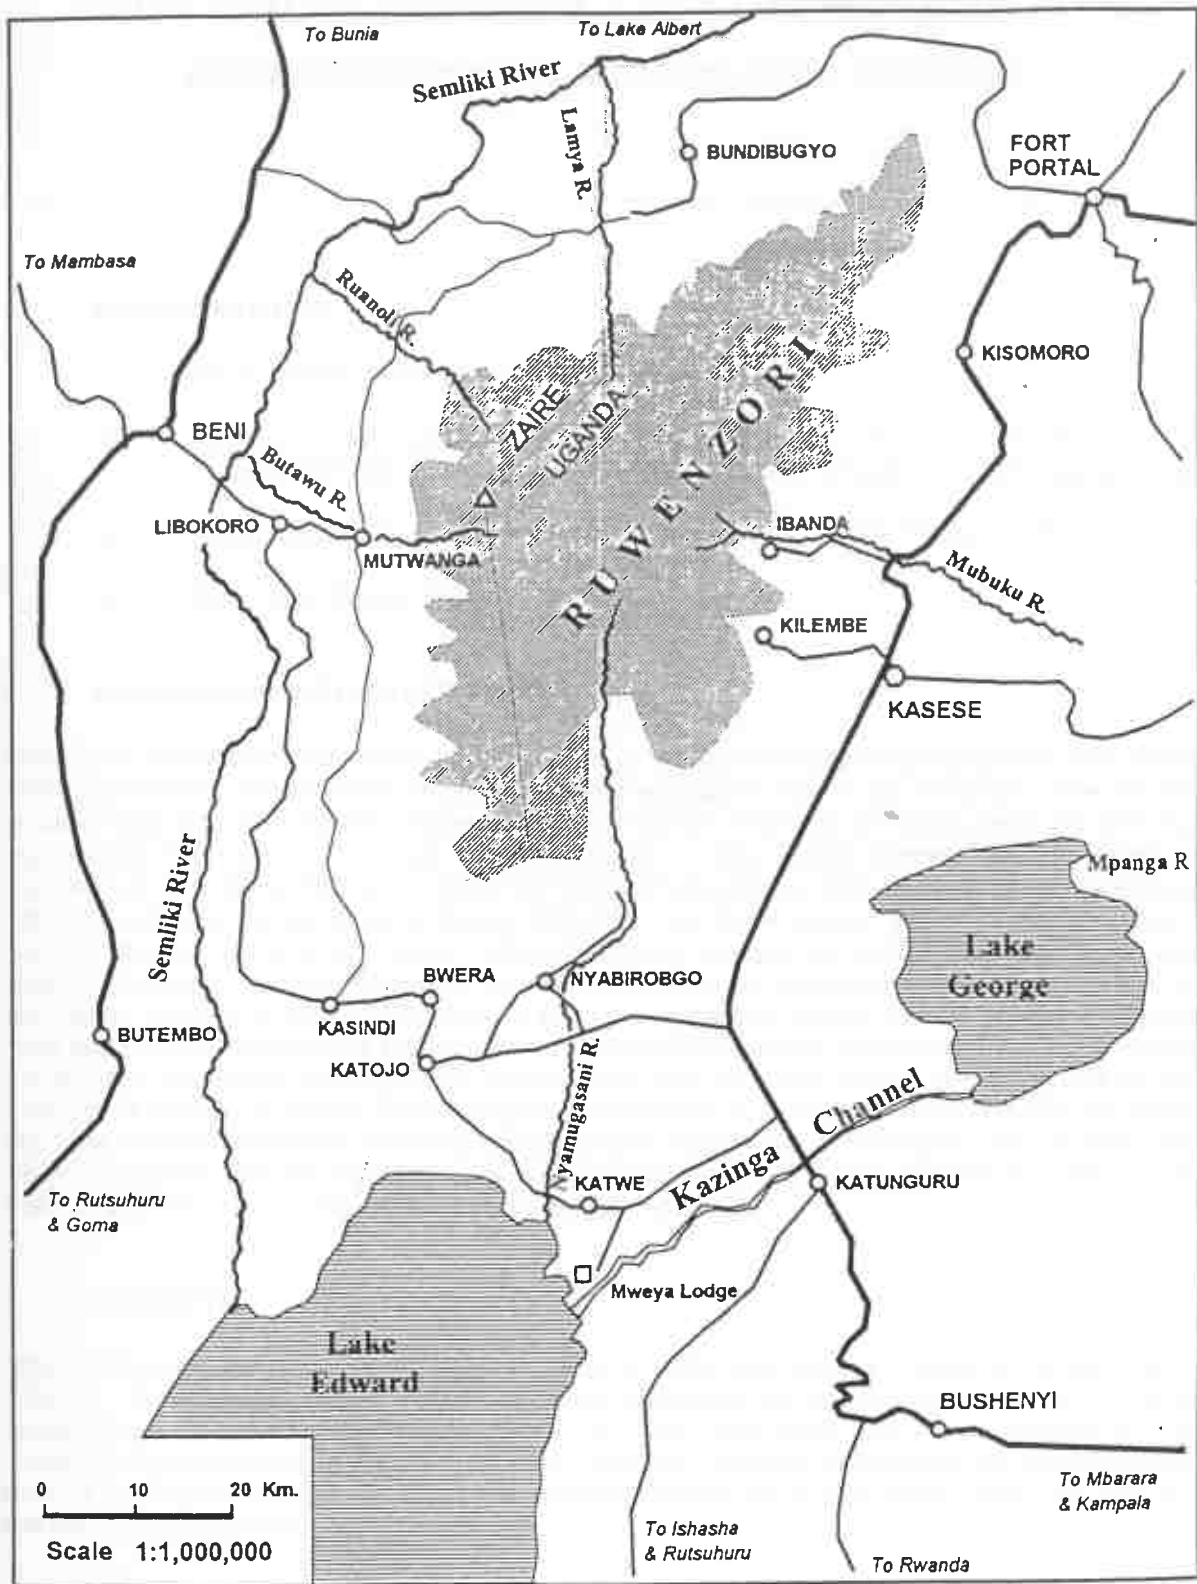 To Bunia
To Lake Albert
Semliki River
Lamya R.
BUNDIBUGYO
FORT
PORTAL
To Mambasa
Ruanoli R.
KISOMORO
ZAIRE
UGANDA
RUWENZORI
BENI
Butawu R.
LIBOKORO
MUTWANGA
IBANDA
Mubuku R.
KILEMBE
KASESE
Semliki River
Mpanga R
Lake
George
BWERA
NYABIROBGO
KASINDI
BUTEMBO
KATOJO
Nyamugasani R.
Kazinga Channel
KATWE
KATUNGURU
To Rutsuhuru
& Goma
Mweya Lodge
Lake
Edward
BUSHENYI
0 10 20 Km.
Scale 1:1,000,000
To Mbarara
& Kampala
To Ishasha
& Rutsuhuru
To Rwanda